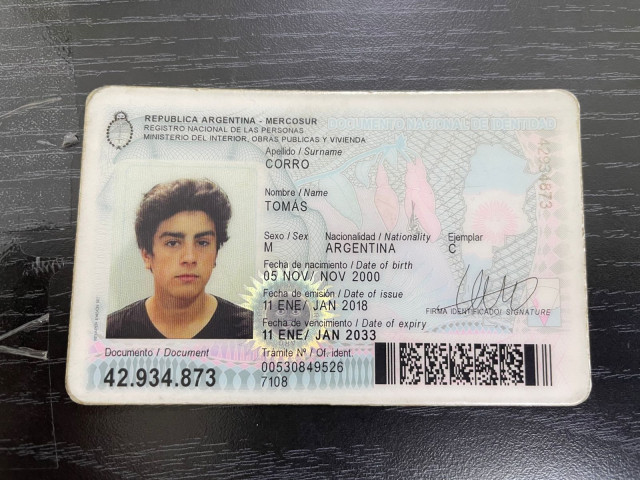 REPUBLICA ARGENTINA - MERCOSUR
REGISTRO NACIONAL DE LAS PERSONAS
MINISTERIO DEL INTERIOR, OBRAS PUBLICAS Y VIVIENDA
DOCUMENTO NACIONAL DE IDENTIDAD
Apellido / Surname
CORRO
Nombre / Name
TOMÁS
Sexo / Sex Nacionalidad / Nationality Ejemplar
M ARGENTINA C
Fecha de nacimiento / Date of birth
05 NOV/ NOV 2000
Fecha de emisión / Date of issue
11 ENE/ JAN 2018
FIRMA IDENTIFICADO/ SIGNATURE
Fecha de vencimiento / Date of expiry
11 ENE/ JAN 2033
Documento / Document
42.934.873
Trámite Nº / Of. ident.
00530849526
7108
42934873